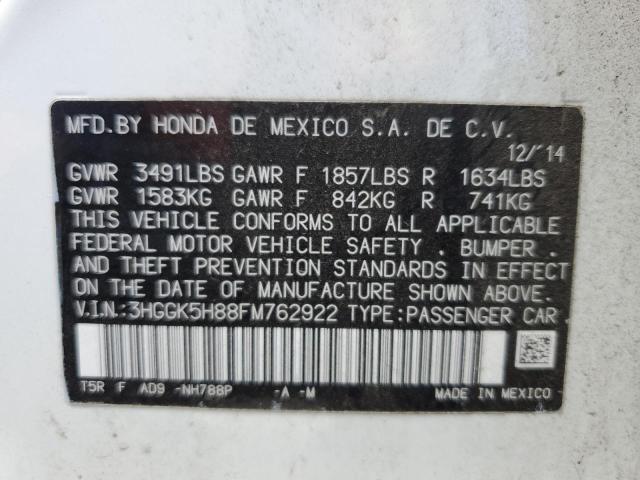 MFD.BY HONDA DE MEXICO S.A. DE C.V.
12/'14
GVWR 3491LBS GAWR F 1857LBS R 1634LBS
GVWR 1583KG GAWR F 842KG R 741KG
THIS VEHICLE CONFORMS TO ALL APPLICABLE
FEDERAL MOTOR VEHICLE SAFETY . BUMPER .
AND THEFT PREVENTION STANDARDS IN EFFECT
ON THE DATE OF MANUFACTURE SHOWN ABOVE.
V.I.N.:3HGGK5H88FM762922 TYPE:PASSENGER CAR
T5R F AD9 -NH788P -A -M
MADE IN MEXICO